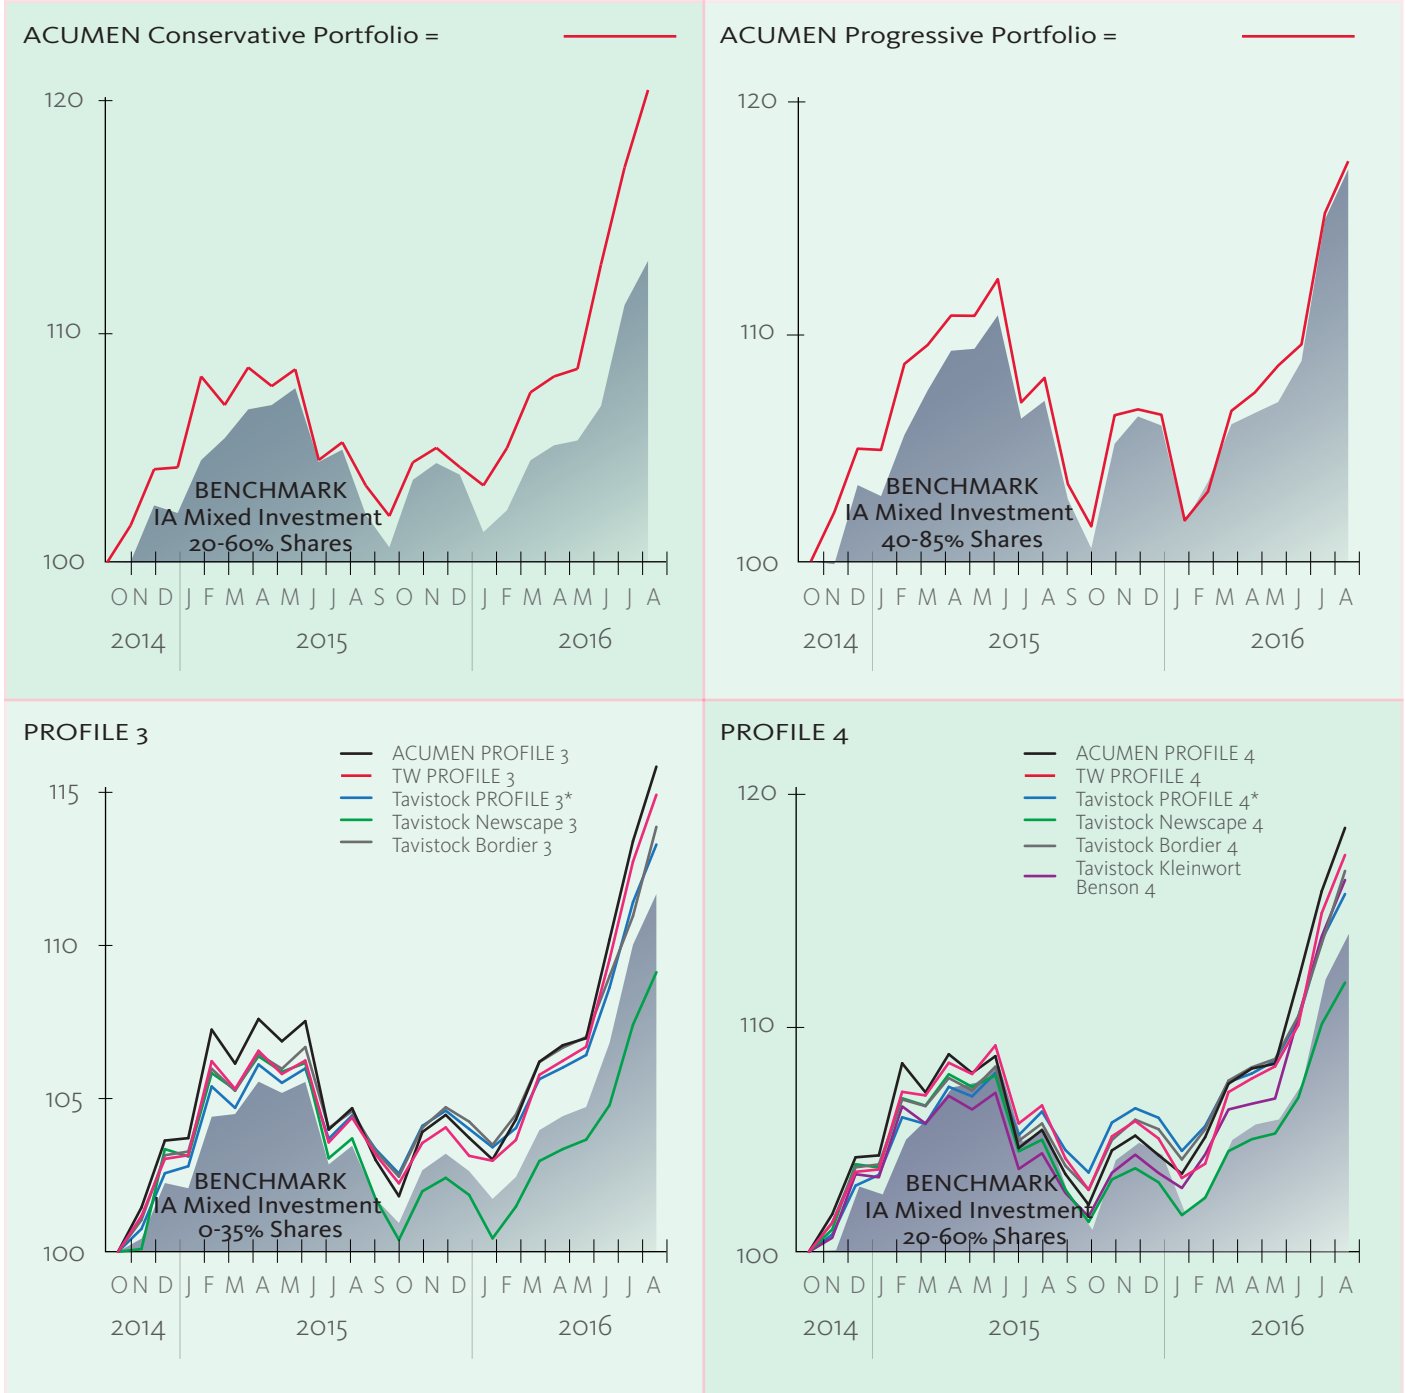 ACUMEN Conservative Portfolio =
120
110
100
BENCHMARK
IA Mixed Investment
20-60% Shares
O N D J F M A M J J A S O N D J F M A M J J A
2014 2015 2016
ACUMEN Progressive Portfolio =
120
110
100
BENCHMARK
IA Mixed Investment
40-85% Shares
O N D J F M A M J J A S O N D J F M A M J J A
2014 2015 2016
PROFILE 3
ACUMEN PROFILE 3
TW PROFILE 3
Tavistock PROFILE 3*
Tavistock Newscape 3
Tavistock Bordier 3
115
110
105
100
BENCHMARK
IA Mixed Investment
0-35% Shares
O N D J F M A M J J A S O N D J F M A M J J A
2014 2015 2016
PROFILE 4
ACUMEN PROFILE 4
TW PROFILE 4
Tavistock PROFILE 4*
Tavistock Newscape 4
Tavistock Bordier 4
Tavistock Kleinwort
Benson 4
120
110
100
BENCHMARK
IA Mixed Investment
20-60% Shares
O N D J F M A M J J A S O N D J F M A M J J A
2014 2015 2016